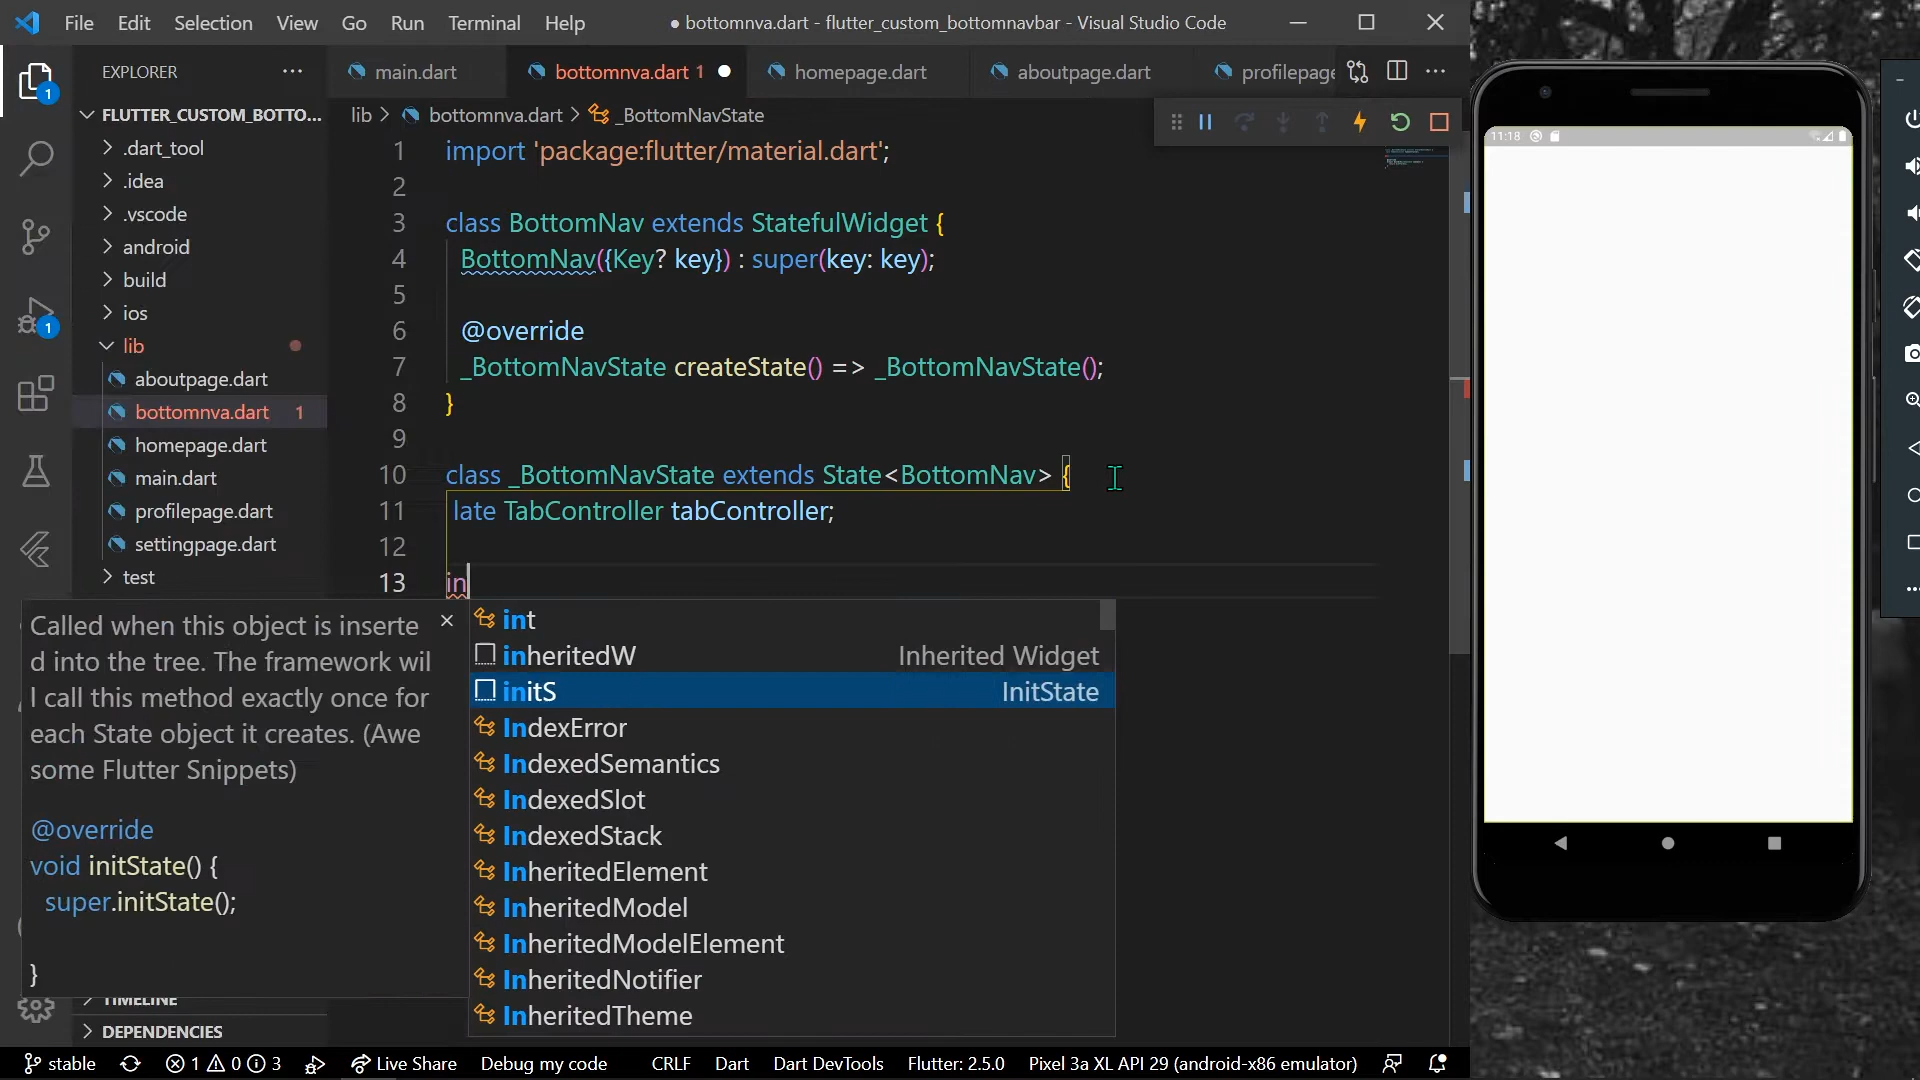 File Edit Selection View Go Run Terminal Help
● bottomnva.dart - flutter_custom_bottomnavbar - Visual Studio Code
EXPLORER
main.dart
bottomnva.dart 1
homepage.dart
aboutpage.dart
profilepage
FLUTTER_CUSTOM_BOTTO...
lib > bottomnva.dart > _BottomNavState
.dart_tool
.idea
.vscode
android
build
ios
lib
aboutpage.dart
bottomnva.dart 1
homepage.dart
main.dart
profilepage.dart
settingpage.dart
test
1 import 'package:flutter/material.dart';
2
3 class BottomNav extends StatefulWidget {
4 BottomNav({Key? key}) : super(key: key);
5
6 @override
7 _BottomNavState createState() => _BottomNavState();
8 }
9
10 class _BottomNavState extends State<BottomNav> {
11 late TabController tabController;
12
13 in
int
inheritedW Inherited Widget
initS InitState
IndexError
IndexedSemantics
IndexedSlot
IndexedStack
InheritedElement
InheritedModel
InheritedModelElement
InheritedNotifier
InheritedTheme
Called when this object is inserte
d into the tree. The framework wil
l call this method exactly once for
each State object it creates. (Awe
some Flutter Snippets)
@override
void initState() {
super.initState();
}
TIMELINE
DEPENDENCIES
1
1
11:18
stable
1 0 3
Live Share
Debug my code
CRLF
Dart
Dart DevTools
Flutter: 2.5.0
Pixel 3a XL API 29 (android-x86 emulator)